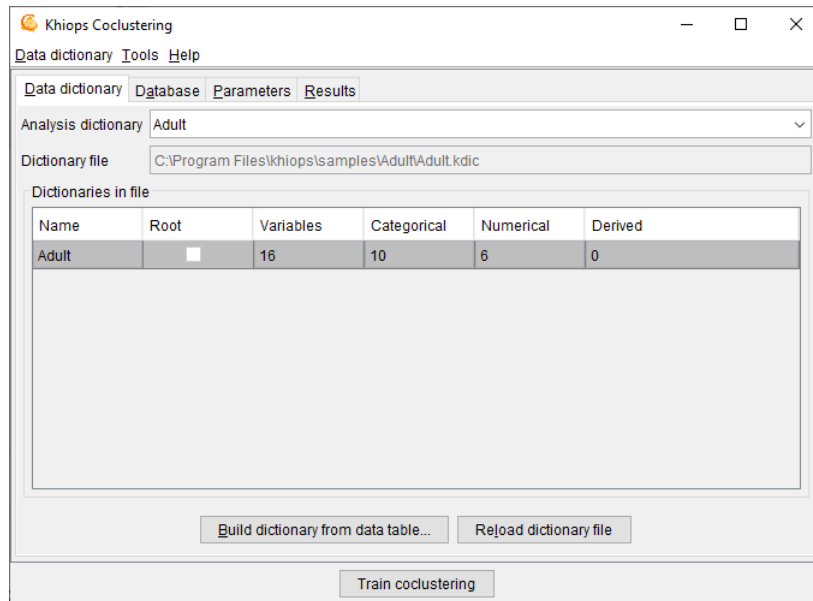 Khiops Coclustering
Data dictionary Tools Help
Data dictionary Database Parameters Results
Analysis dictionary Adult
Dictionary file C:\Program Files\khiops\samples\Adult\Adult.kdic
Dictionaries in file
Name Root Variables Categorical Numerical Derived
Adult 16 10 6 0
Build dictionary from data table... Reload dictionary file
Train coclustering